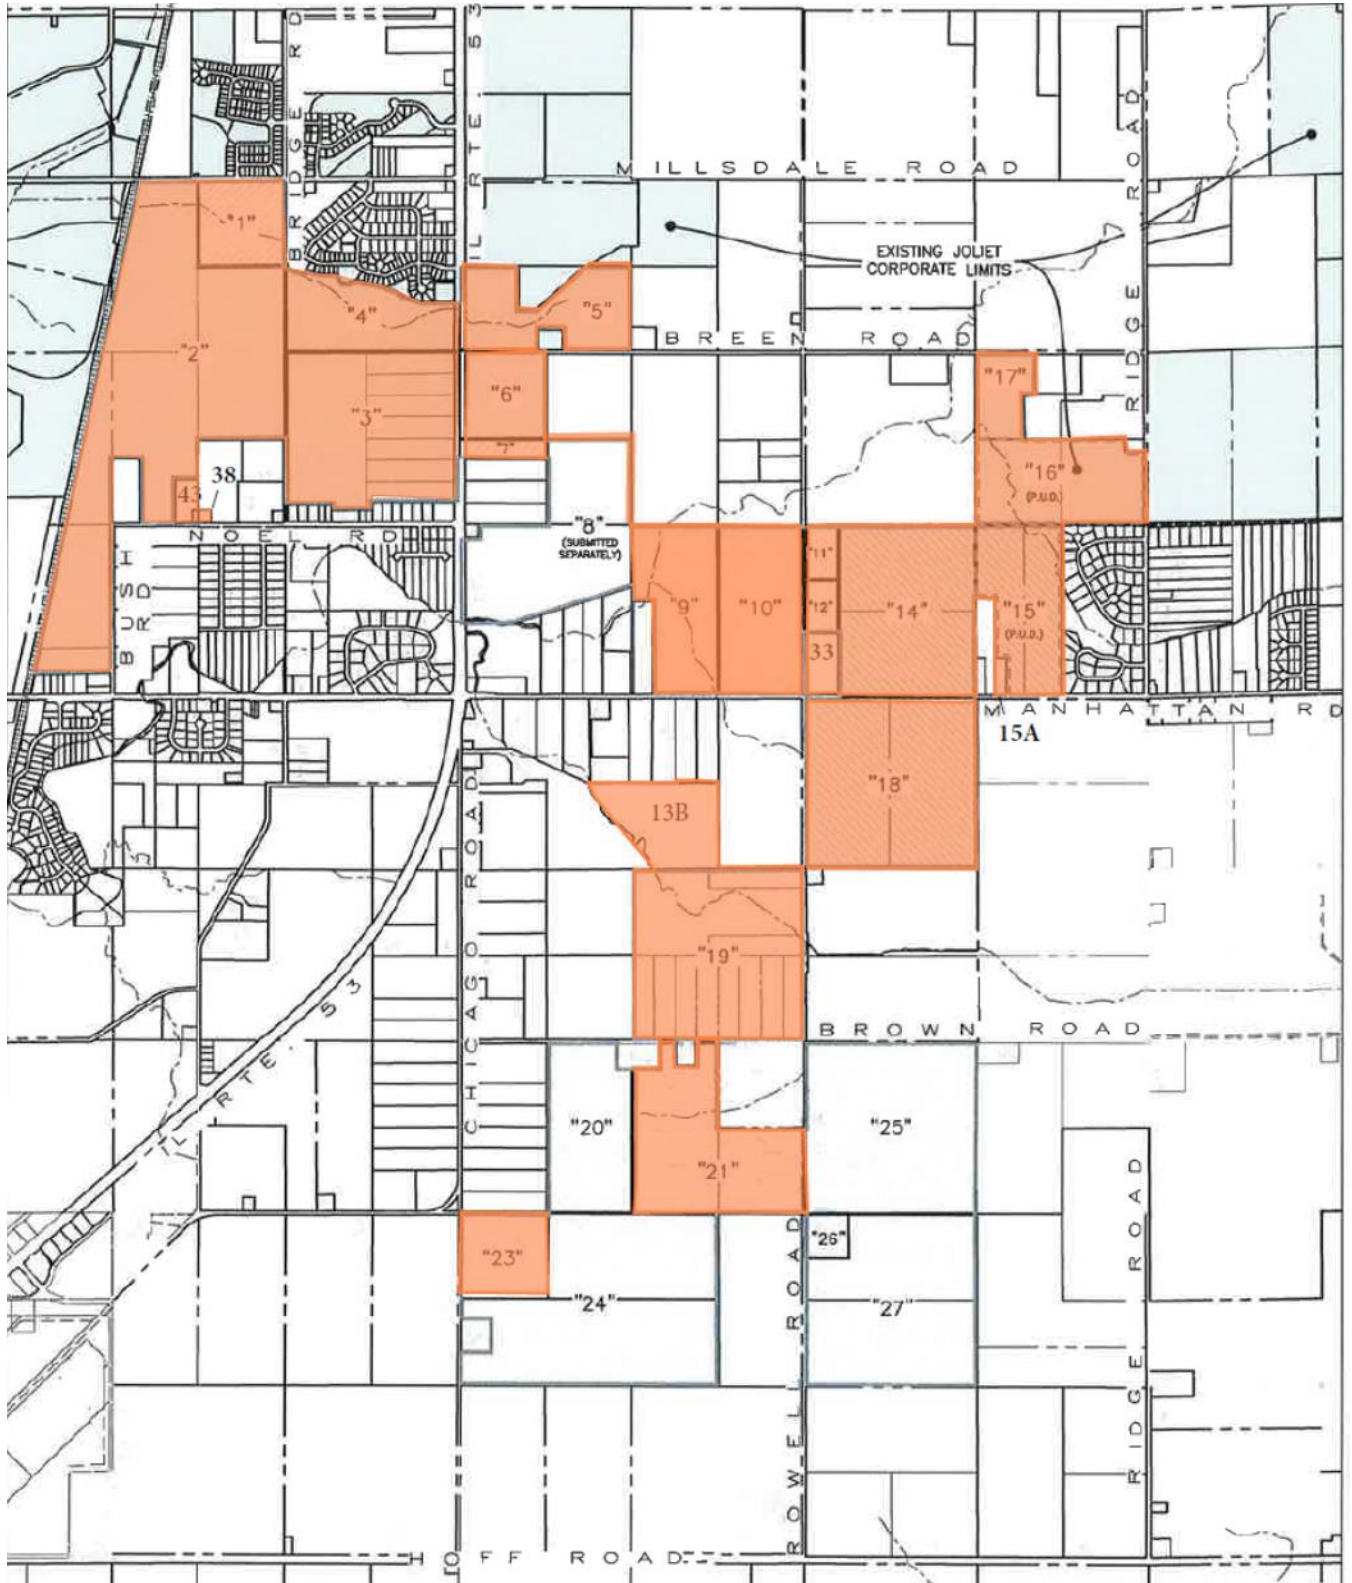 BRIDGE RD
IL RTE. 53
MILLSDALE ROAD
RIDGE ROAD
"1"
EXISTING JOLIET
CORPORATE LIMITS
"4"
"5"
BREEN ROAD
"2"
"17"
"6"
"3"
"7"
38
43
"16"
(P.U.D.)
NOEL RD
"8"
(SUBMITTED
SEPARATELY)
BUSH RD
"11"
"9"
"10"
"12"
"14"
"15"
(P.U.D.)
33
MANHATTAN RD
15A
"18"
13B
CHICAGO ROAD
"19"
IL RTE. 53
BROWN ROAD
"20"
"25"
"21"
RIDGE ROAD
ROWELL ROAD
"26"
"23"
"24"
"27"
HOFF ROAD